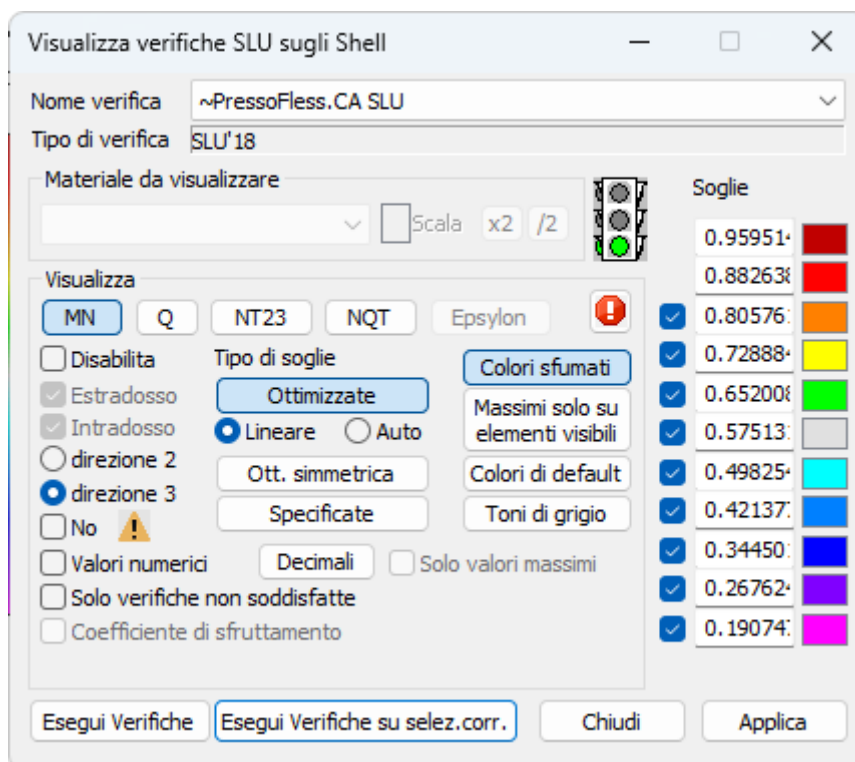 Visualizza verifiche SLU sugli Shell
Nome verifica ~PressoFless.CA SLU
Tipo di verifica SLU'18
Materiale da visualizzare
Scala x2 /2
Soglie
0.95951
0.88263
0.80576
0.72888
0.65200
0.57513
0.49825
0.42137
0.34450
0.26762
0.19074
Visualizza
MN Q NT23 NQT Epsylon
Disabilita
Estradosso
Intradosso
direzione 2
direzione 3
No
Tipo di soglie
Ottimizzate
Lineare Auto
Ott. simmetrica
Specificate
Colori sfumati
Massimi solo su
elementi visibili
Colori di default
Toni di grigio
Valori numerici Decimali Solo valori massimi
Solo verifiche non soddisfatte
Coefficiente di sfruttamento
Esegui Verifiche Esegui Verifiche su selez.corr. Chiudi Applica